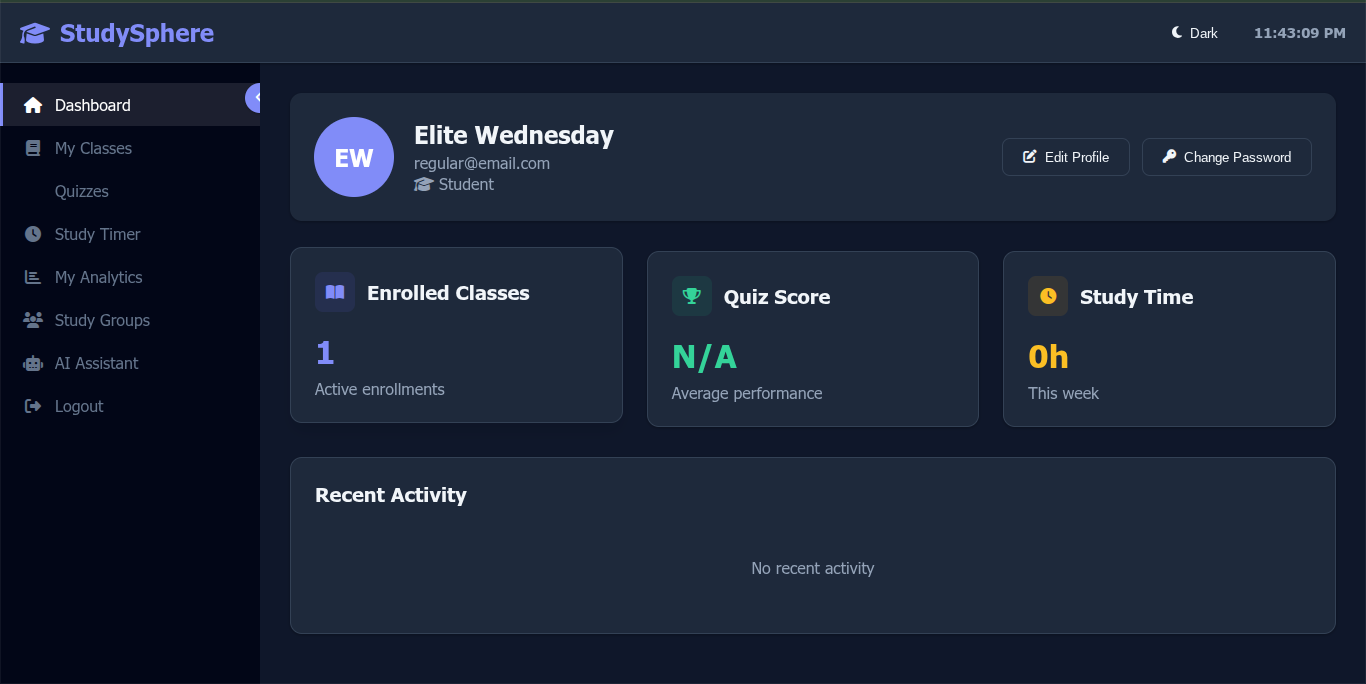 StudySphere
Dark
11:43:09 PM
Dashboard
My Classes
Quizzes
Study Timer
My Analytics
Study Groups
AI Assistant
Logout
EW
Elite Wednesday
regular@email.com
Student
Edit Profile
Change Password
Enrolled Classes
1
Active enrollments
Quiz Score
N/A
Average performance
Study Time
0h
This week
Recent Activity
No recent activity